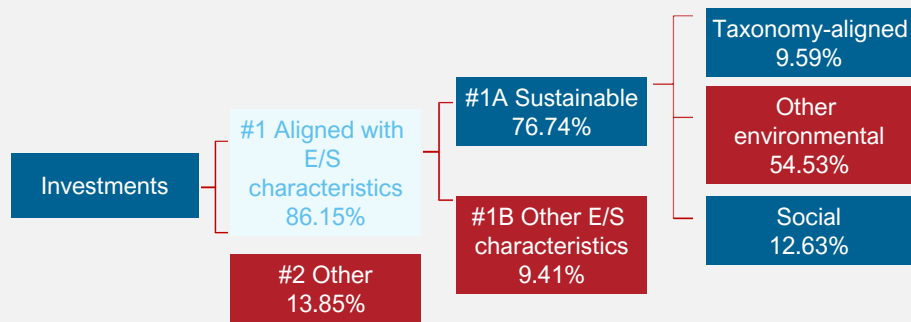 Investments
#1 Aligned with
E/S
characteristics
86.15%
#2 Other
13.85%
#1A Sustainable
76.74%
#1B Other E/S
characteristics
9.41%
Taxonomy-aligned
9.59%
Other
environmental
54.53%
Social
12.63%